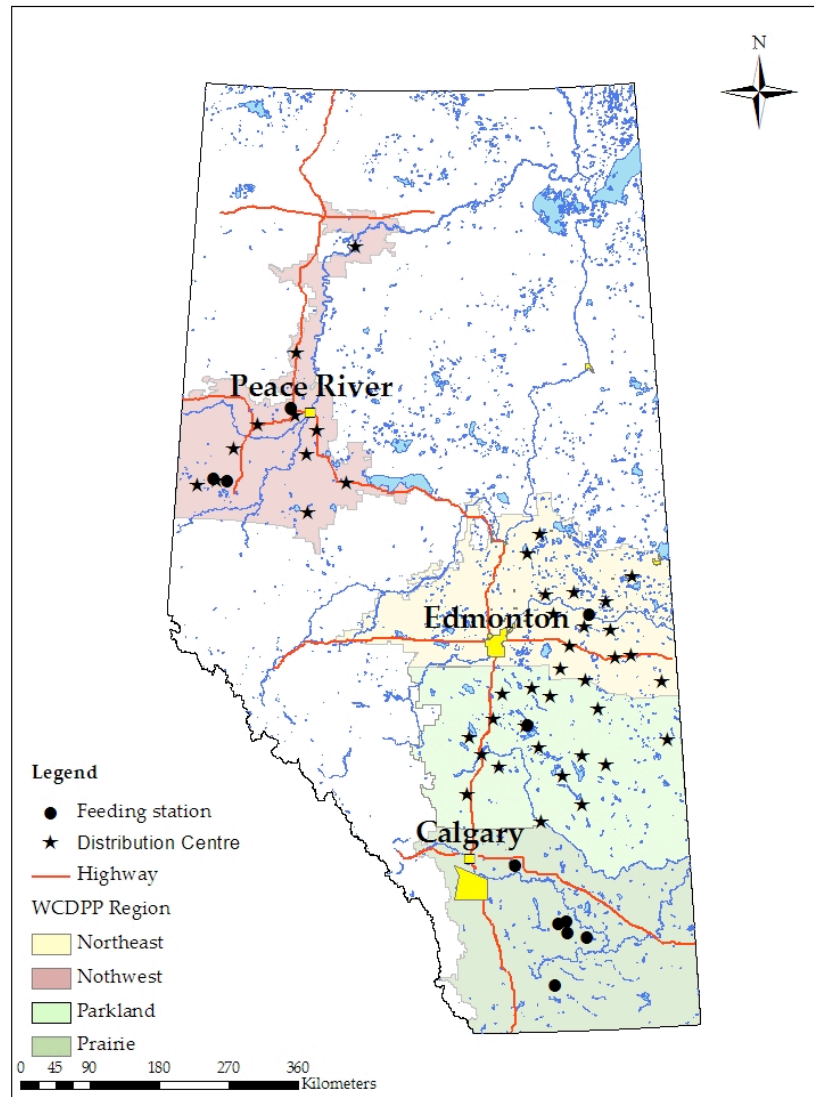 N
Peace River
Edmonton
Calgary
Legend
Feeding station
Distribution Centre
Highway
WCDPP Region
Northeast
Nothwest
Parkland
Prairie
0 45 90 180 270 360
Kilometers